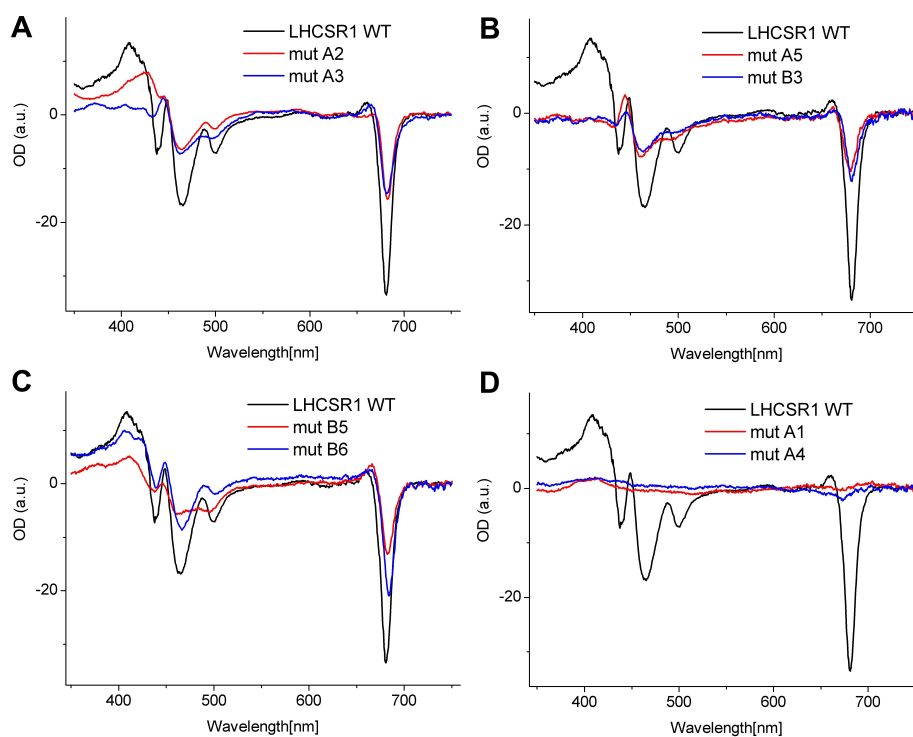 A
LHCSR1 WT
mut A2
mut A3
OD (a.u.)
0
-20
400
500
600
700
Wavelength[nm]
B
LHCSR1 WT
mut A5
mut B3
OD (a.u.)
0
-20
400
500
600
700
Wavelength[nm]
C
LHCSR1 WT
mut B5
mut B6
OD (a.u.)
0
-20
400
500
600
700
Wavelength[nm]
D
LHCSR1 WT
mut A1
mut A4
OD (a.u.)
0
-20
400
500
600
700
Wavelength[nm]